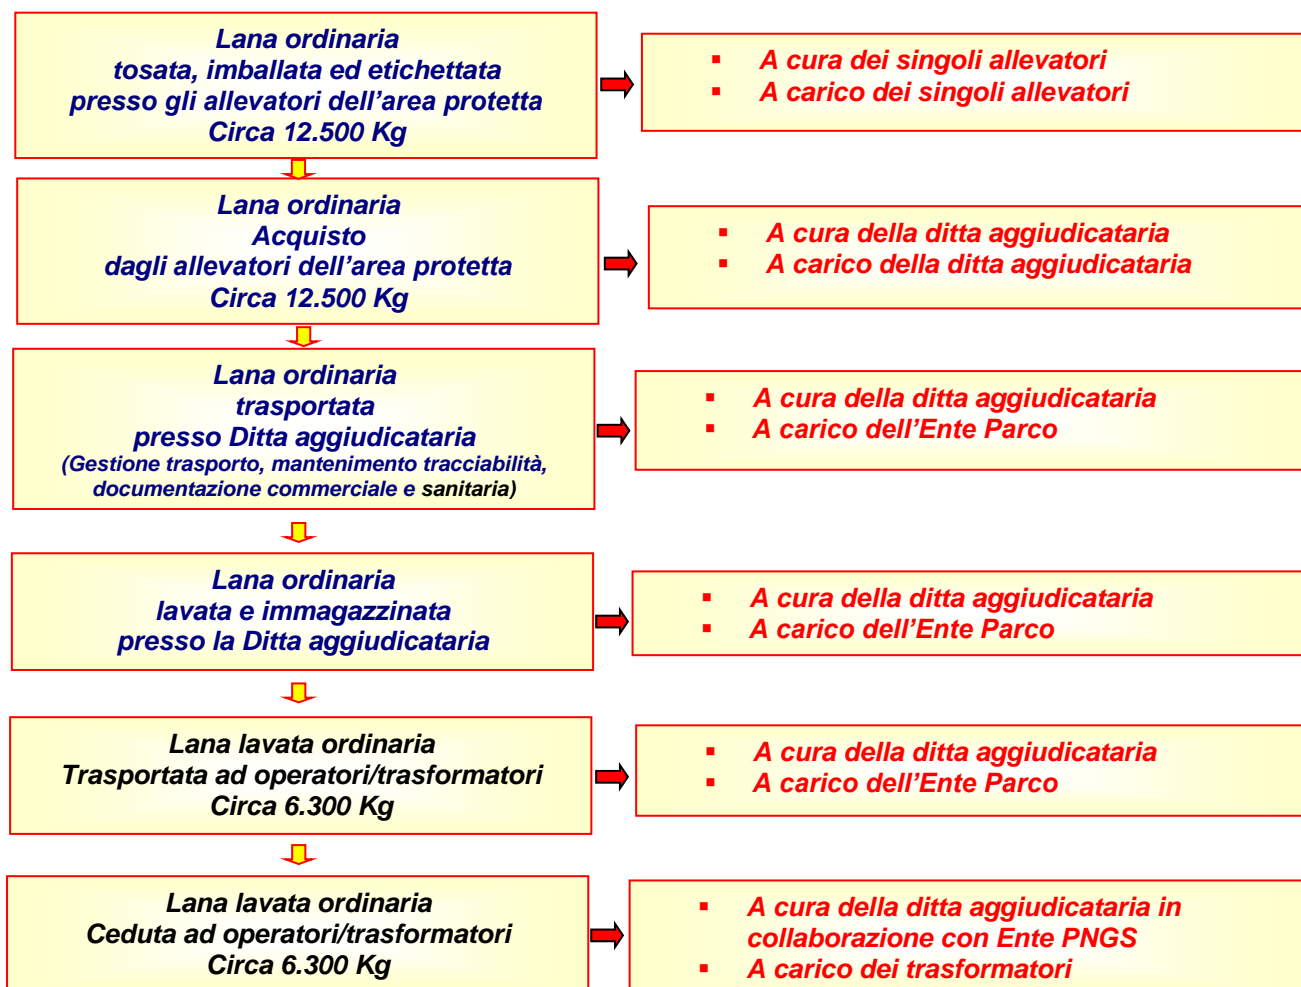 Lana ordinaria
tosata, imballata ed etichettata
presso gli allevatori dell'area protetta
Circa 12.500 Kg
▪ A cura dei singoli allevatori
▪ A carico dei singoli allevatori
Lana ordinaria
Acquisto
dagli allevatori dell'area protetta
Circa 12.500 Kg
▪ A cura della ditta aggiudicataria
▪ A carico della ditta aggiudicataria
Lana ordinaria
trasportata
presso Ditta aggiudicataria
(Gestione trasporto, mantenimento tracciabilità,
documentazione commerciale e sanitaria)
▪ A cura della ditta aggiudicataria
▪ A carico dell'Ente Parco
Lana ordinaria
lavata e immagazzinata
presso la Ditta aggiudicataria
▪ A cura della ditta aggiudicataria
▪ A carico dell'Ente Parco
Lana lavata ordinaria
Trasportata ad operatori/trasformatori
Circa 6.300 Kg
▪ A cura della ditta aggiudicataria
▪ A carico dell'Ente Parco
Lana lavata ordinaria
Ceduta ad operatori/trasformatori
Circa 6.300 Kg
▪ A cura della ditta aggiudicataria in
collaborazione con Ente PNGS
▪ A carico dei trasformatori